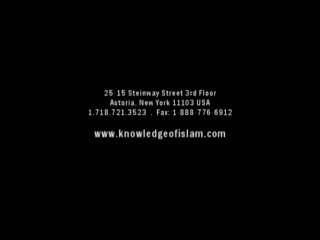 25-15 Steinway Street 3rd Floor
Astoria, New York 11103 USA
1.718.721.3523 . Fax: 1-888-776-6912
www.knowledgeofislam.com